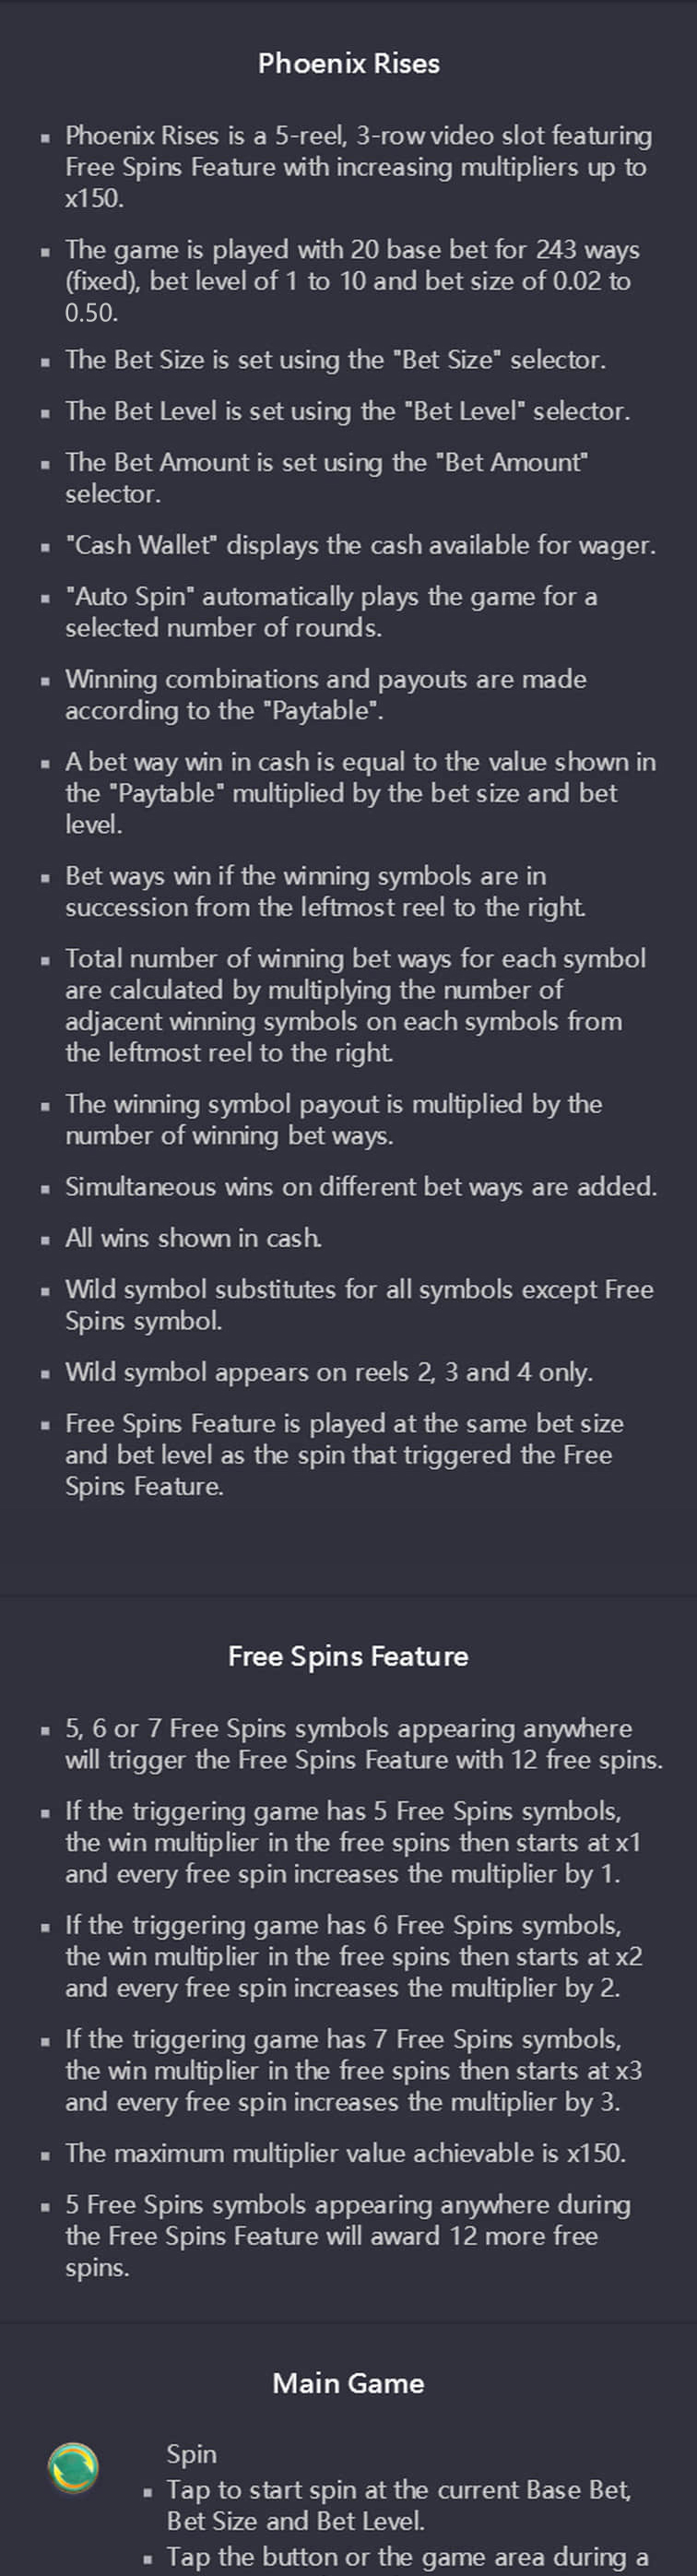 Phoenix Rises
▪ Phoenix Rises is a 5-reel, 3-row video slot featuring
Free Spins Feature with increasing multipliers up to
x150.
▪ The game is played with 20 base bet for 243 ways
(fixed), bet level of 1 to 10 and bet size of 0.02 to
0.50.
▪ The Bet Size is set using the "Bet Size" selector.
▪ The Bet Level is set using the "Bet Level" selector.
▪ The Bet Amount is set using the "Bet Amount"
selector.
▪ "Cash Wallet" displays the cash available for wager.
▪ "Auto Spin" automatically plays the game for a
selected number of rounds.
▪ Winning combinations and payouts are made
according to the "Paytable".
▪ A bet way win in cash is equal to the value shown in
the "Paytable" multiplied by the bet size and bet
level.
▪ Bet ways win if the winning symbols are in
succession from the leftmost reel to the right.
▪ Total number of winning bet ways for each symbol
are calculated by multiplying the number of
adjacent winning symbols on each symbols from
the leftmost reel to the right.
▪ The winning symbol payout is multiplied by the
number of winning bet ways.
▪ Simultaneous wins on different bet ways are added.
▪ All wins shown in cash.
▪ Wild symbol substitutes for all symbols except Free
Spins symbol.
▪ Wild symbol appears on reels 2, 3 and 4 only.
▪ Free Spins Feature is played at the same bet size
and bet level as the spin that triggered the Free
Spins Feature.
Free Spins Feature
▪ 5, 6 or 7 Free Spins symbols appearing anywhere
will trigger the Free Spins Feature with 12 free spins.
▪ If the triggering game has 5 Free Spins symbols,
the win multiplier in the free spins then starts at x1
and every free spin increases the multiplier by 1.
▪ If the triggering game has 6 Free Spins symbols,
the win multiplier in the free spins then starts at x2
and every free spin increases the multiplier by 2.
▪ If the triggering game has 7 Free Spins symbols,
the win multiplier in the free spins then starts at x3
and every free spin increases the multiplier by 3.
▪ The maximum multiplier value achievable is x150.
▪ 5 Free Spins symbols appearing anywhere during
the Free Spins Feature will award 12 more free
spins.
Main Game
Spin
▪ Tap to start spin at the current Base Bet,
Bet Size and Bet Level.
▪ Tap the button or the game area during a